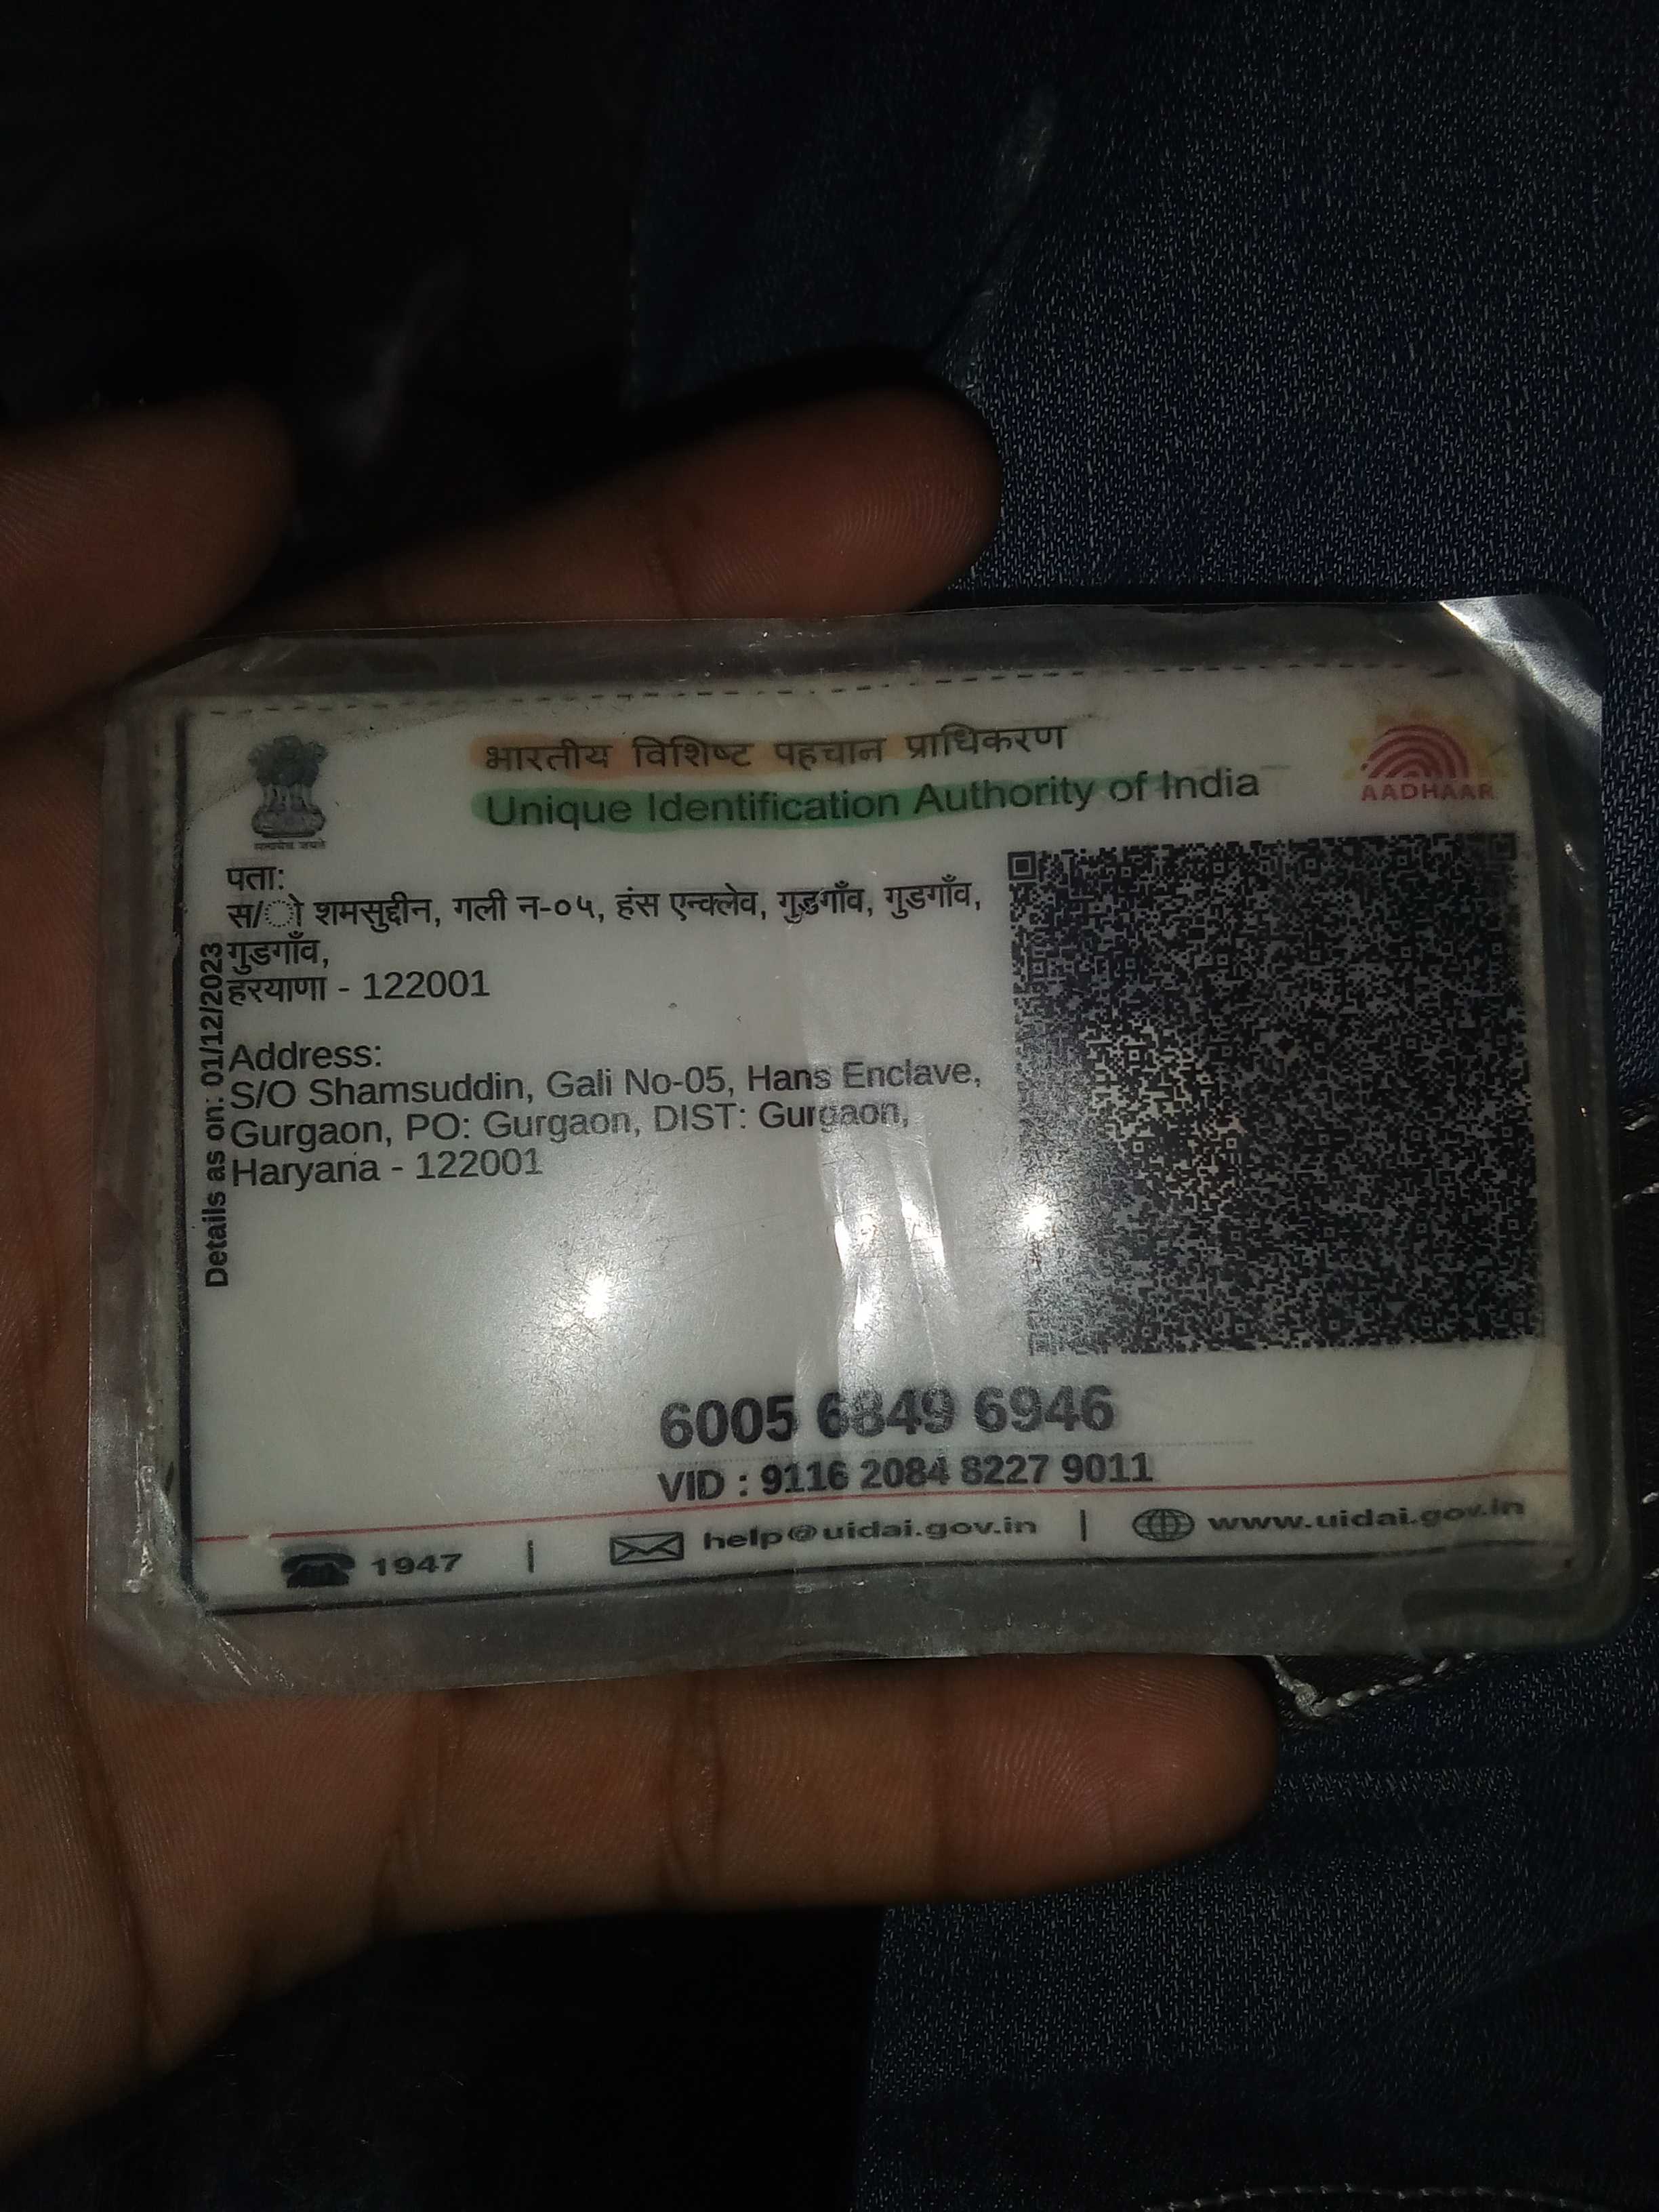 भारतीय विशिष्ट पहचान प्राधिकरण
Unique Identification Authority of India
AADHAAR
सत्यमेव जयते
पता:
स/ो शमसुद्दीन, गली न-०५, हंस एन्क्लेव, गुडगाँव, गुडगाँव,
गुडगाँव,
हरयाणा - 122001
Address:
S/O Shamsuddin, Gali No-05, Hans Enclave,
Gurgaon, PO: Gurgaon, DIST: Gurgaon,
Haryana - 122001
Details as on: 01/12/2023
6005 6849 6946
VID : 9116 2084 8227 9011
1947 | help@uidai.gov.in | www.uidai.gov.in